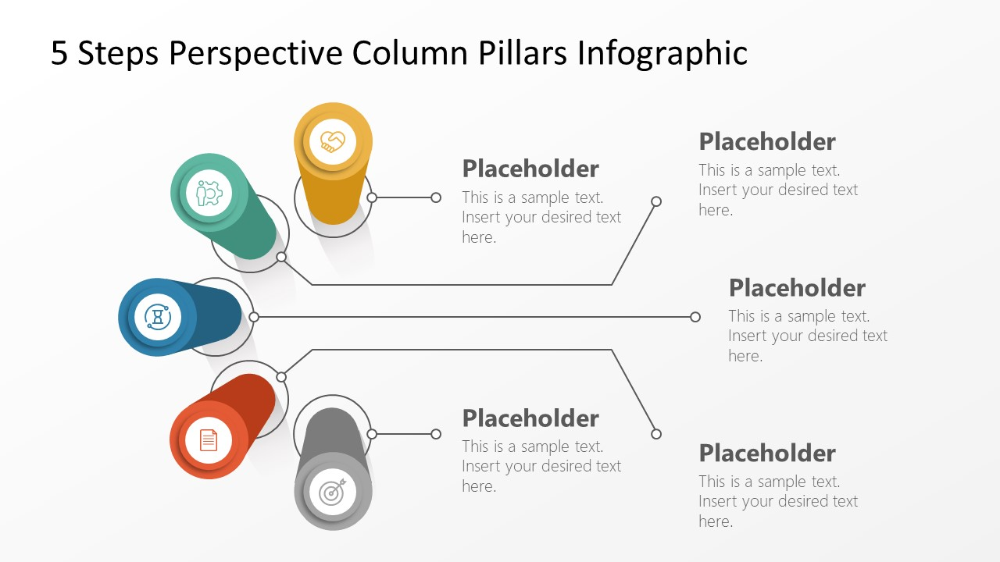 5 Steps Perspective Column Pillars Infographic
Placeholder
This is a sample text.
Insert your desired text
here.
Placeholder
This is a sample text.
Insert your desired text
here.
Placeholder
This is a sample text.
Insert your desired text
here.
Placeholder
This is a sample text.
Insert your desired text
here.
Placeholder
This is a sample text.
Insert your desired text
here.